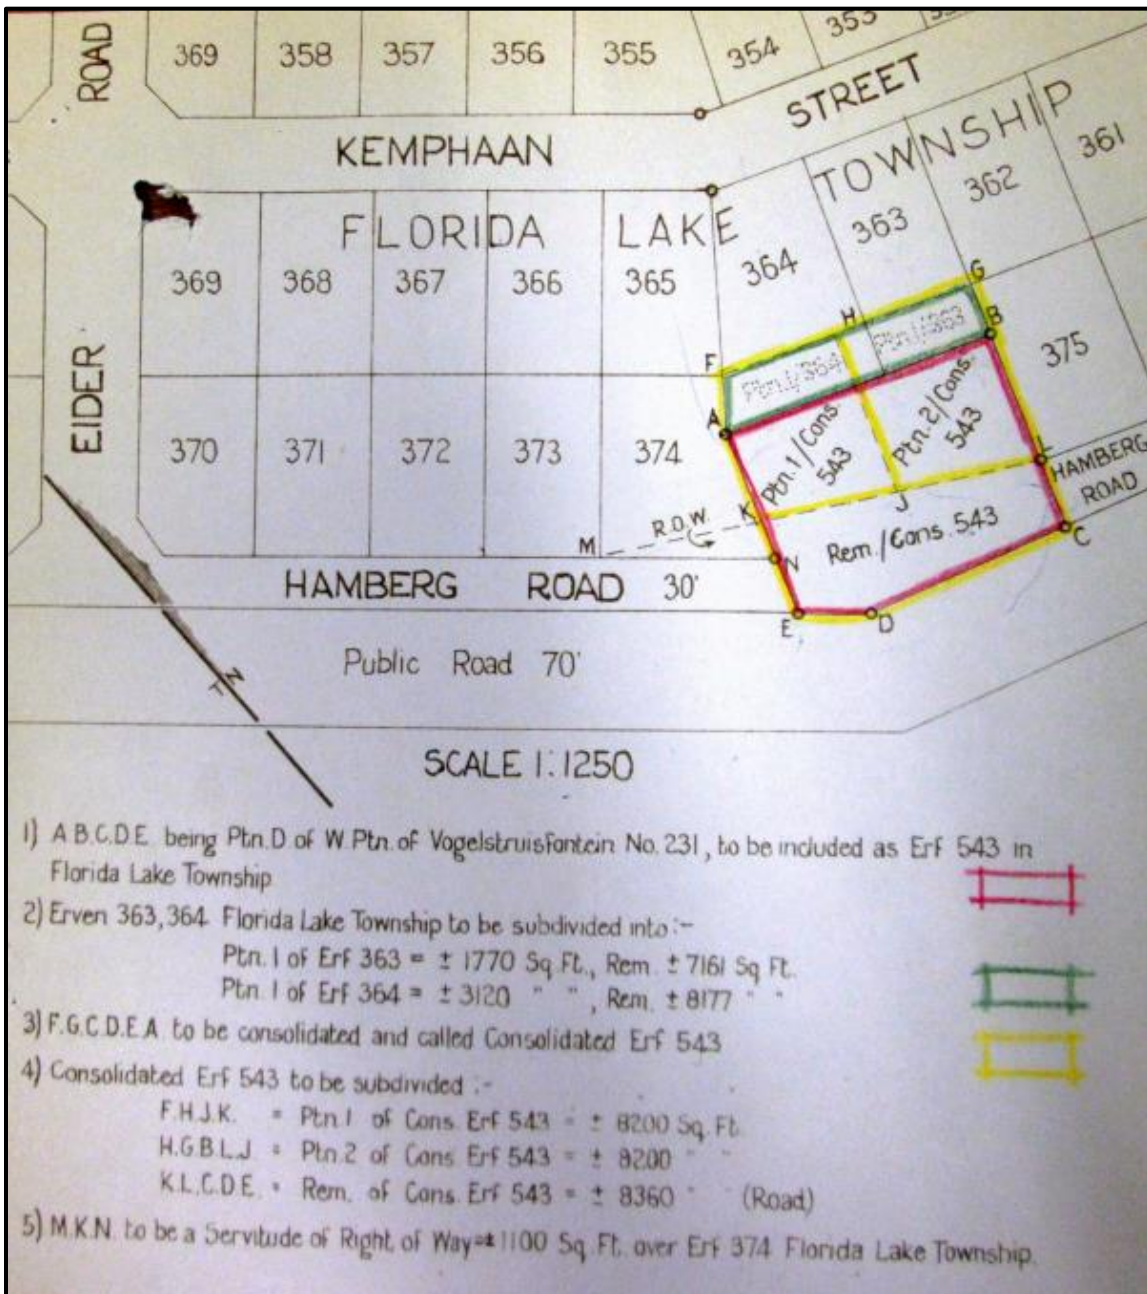 ROAD
369
358
357
356
355
354
353
STREET
KEMPHAAN
TOWNSHIP
FLORIDA LAKE
369
368
367
366
365
364
363
362
361
EIDER
370
371
372
373
374
375
F
H
G
B
A
K
J
L
M
N
E
D
C
Ptn.1/364
Ptn.1/363
Ptn.1/Cons. 543
Ptn.2/Cons. 543
Rem./Cons. 543
R.O.W.
HAMBERG ROAD
HAMBERG ROAD 30'
Public Road 70'
N
T
SCALE 1:1250
1) A.B.C.D.E. being Ptn.D of W.Ptn. of Vogelstruisfontein No. 231, to be included as Erf 543 in
Florida Lake Township.
2) Erven 363,364 Florida Lake Township to be subdivided into:-
Ptn. 1 of Erf 363 = ± 1770 Sq. Ft., Rem. ± 7161 Sq Ft.
Ptn. 1 of Erf 364 = ± 3120 " " , Rem. ± 8177 " "
3) F.G.C.D.E.A. to be consolidated and called Consolidated Erf 543
4) Consolidated Erf 543 to be subdivided :-
F.H.J.K. = Ptn.1 of Cons. Erf 543 = ± 8200 Sq. Ft.
H.G.B.L.J. = Ptn.2 of Cons Erf 543 = ± 8200 " "
K.L.C.D.E. = Rem. of Cons. Erf 543 = ± 8360 " " (Road)
5) M.K.N. to be a Servitude of Right of Way=±1100 Sq. Ft. over Erf 374 Florida Lake Township.